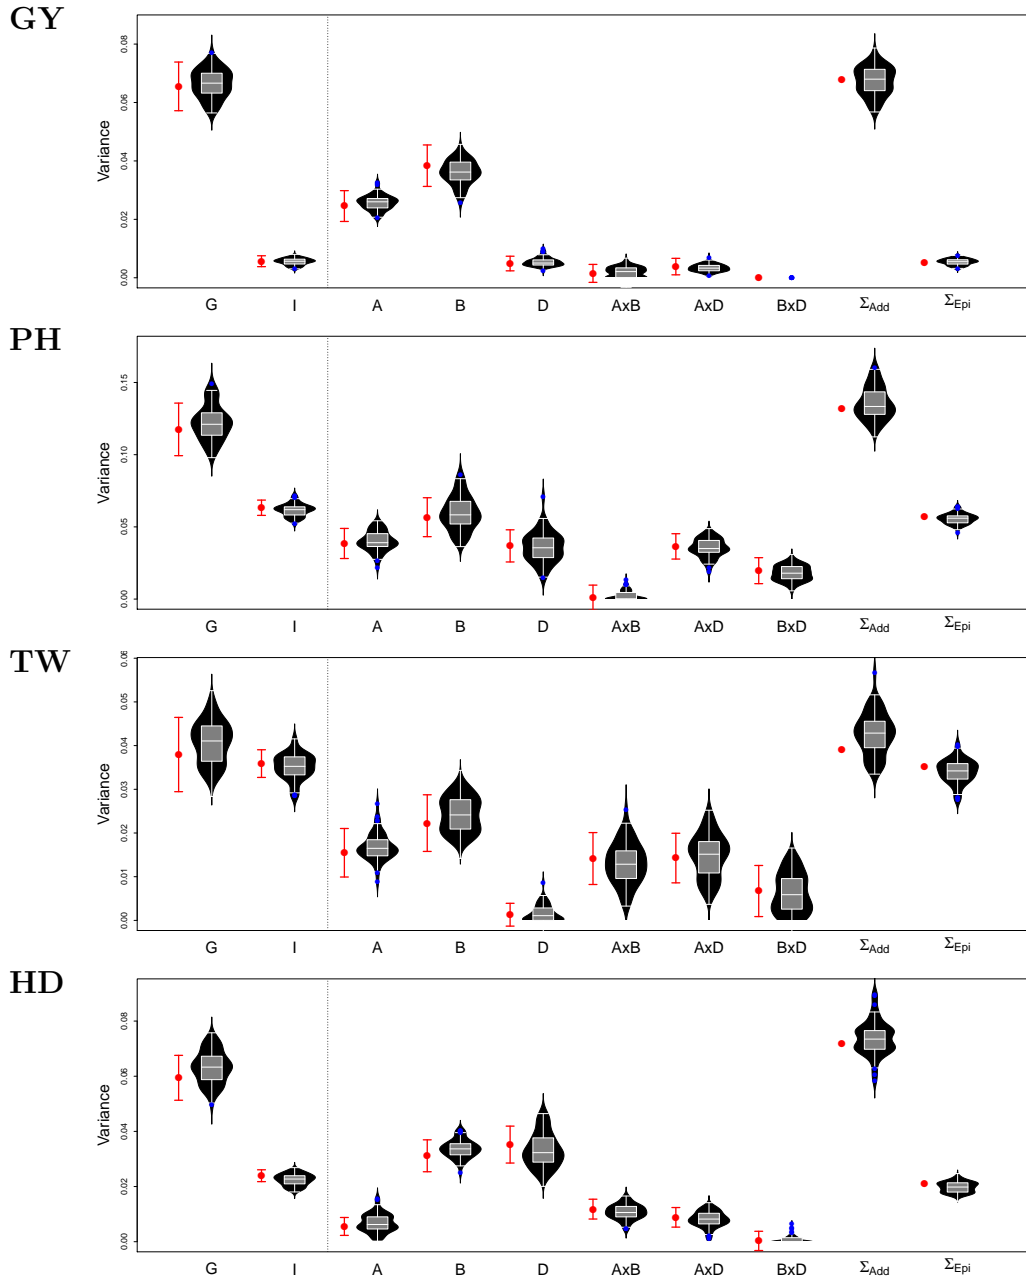 GY
Variance
0.00 0.02 0.04 0.06 0.08
G I A B D AxB AxD BxD ΣAdd ΣEpi
PH
Variance
0.00 0.05 0.10 0.15
G I A B D AxB AxD BxD ΣAdd ΣEpi
TW
Variance
0.00 0.01 0.02 0.03 0.04 0.05 0.06
G I A B D AxB AxD BxD ΣAdd ΣEpi
HD
Variance
0.00 0.02 0.04 0.06 0.08
G I A B D AxB AxD BxD ΣAdd ΣEpi